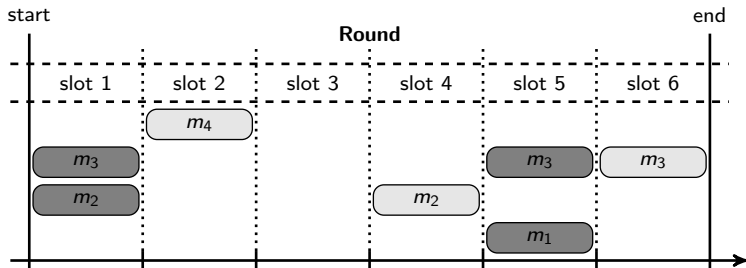 start
end
Round
slot 1 slot 2 slot 3 slot 4 slot 5 slot 6
m₄
m₃ m₃ m₃
m₂ m₂
m₁